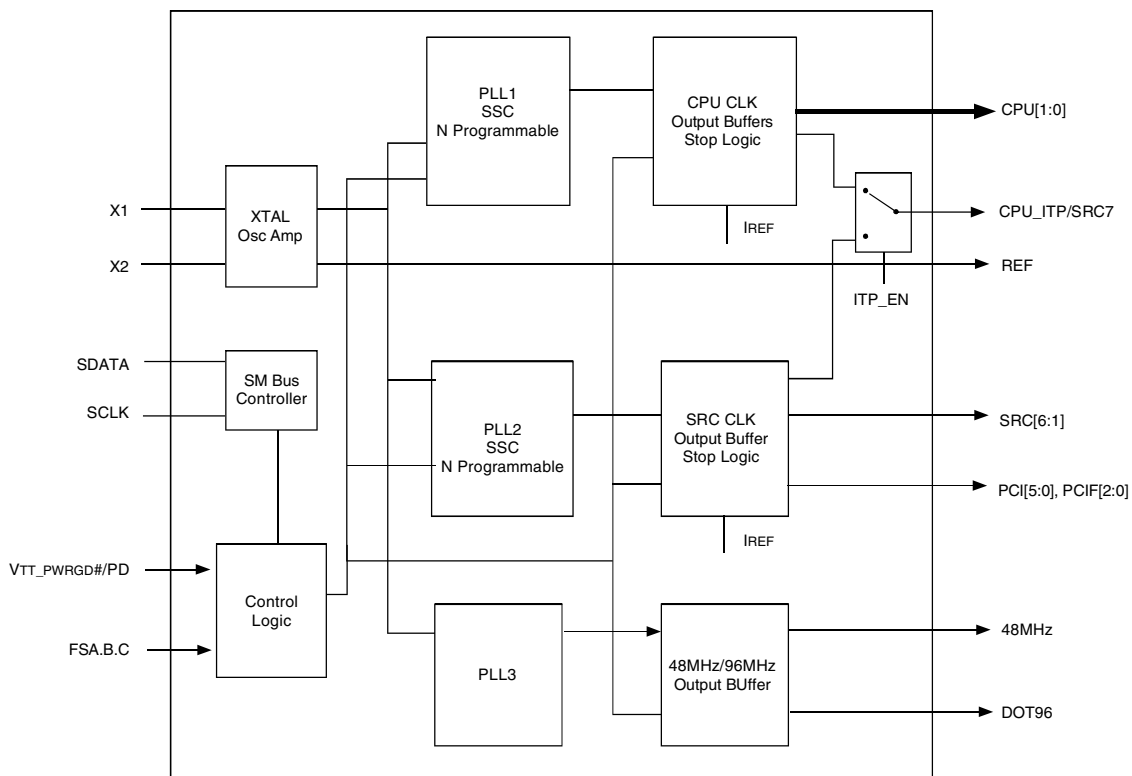 PLL1
SSC
N Programmable
CPU CLK
Output Buffers
Stop Logic
CPU[1:0]
X1
XTAL
Osc Amp
IREF
CPU_ITP/SRC7
X2
REF
ITP_EN
SDATA
SM Bus
Controller
SCLK
PLL2
SSC
N Programmable
SRC CLK
Output Buffer
Stop Logic
SRC[6:1]
PCI[5:0], PCIF[2:0]
IREF
VTT_PWRGD#/PD
Control
Logic
FSA.B.C
PLL3
48MHz/96MHz
Output BUffer
48MHz
DOT96